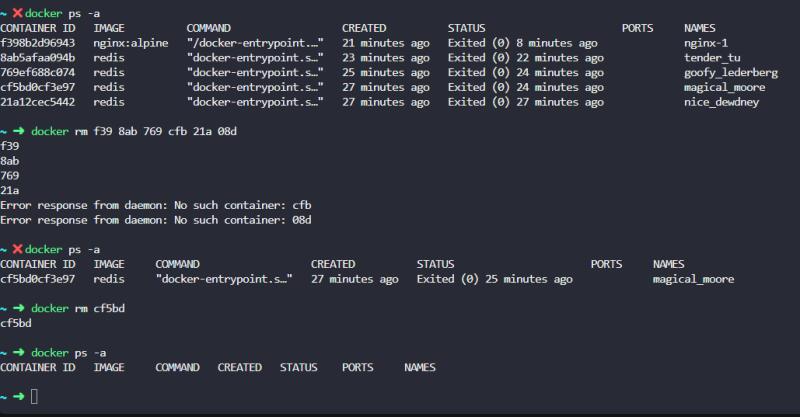 ~ ❌docker ps -a
CONTAINER ID   IMAGE          COMMAND                  CREATED          STATUS                      PORTS     NAMES
f398b2d96943   nginx:alpine   "/docker-entrypoint.…"   21 minutes ago   Exited (0) 8 minutes ago              nginx-1
8ab5afaa094b   redis          "docker-entrypoint.s…"   23 minutes ago   Exited (0) 22 minutes ago             tender_tu
769ef688c074   redis          "docker-entrypoint.s…"   25 minutes ago   Exited (0) 24 minutes ago             goofy_lederberg
cf5bd0cf3e97   redis          "docker-entrypoint.s…"   27 minutes ago   Exited (0) 24 minutes ago             magical_moore
21a12cec5442   redis          "docker-entrypoint.s…"   27 minutes ago   Exited (0) 27 minutes ago             nice_dewdney
~ ➜ docker rm f39 8ab 769 cfb 21a 08d
f39
8ab
769
21a
Error response from daemon: No such container: cfb
Error response from daemon: No such container: 08d
~ ❌docker ps -a
CONTAINER ID   IMAGE     COMMAND                  CREATED          STATUS                      PORTS     NAMES
cf5bd0cf3e97   redis     "docker-entrypoint.s…"   27 minutes ago   Exited (0) 25 minutes ago             magical_moore
~ ➜ docker rm cf5bd
cf5bd
~ ➜ docker ps -a
CONTAINER ID   IMAGE     COMMAND   CREATED   STATUS    PORTS     NAMES
~ ➜